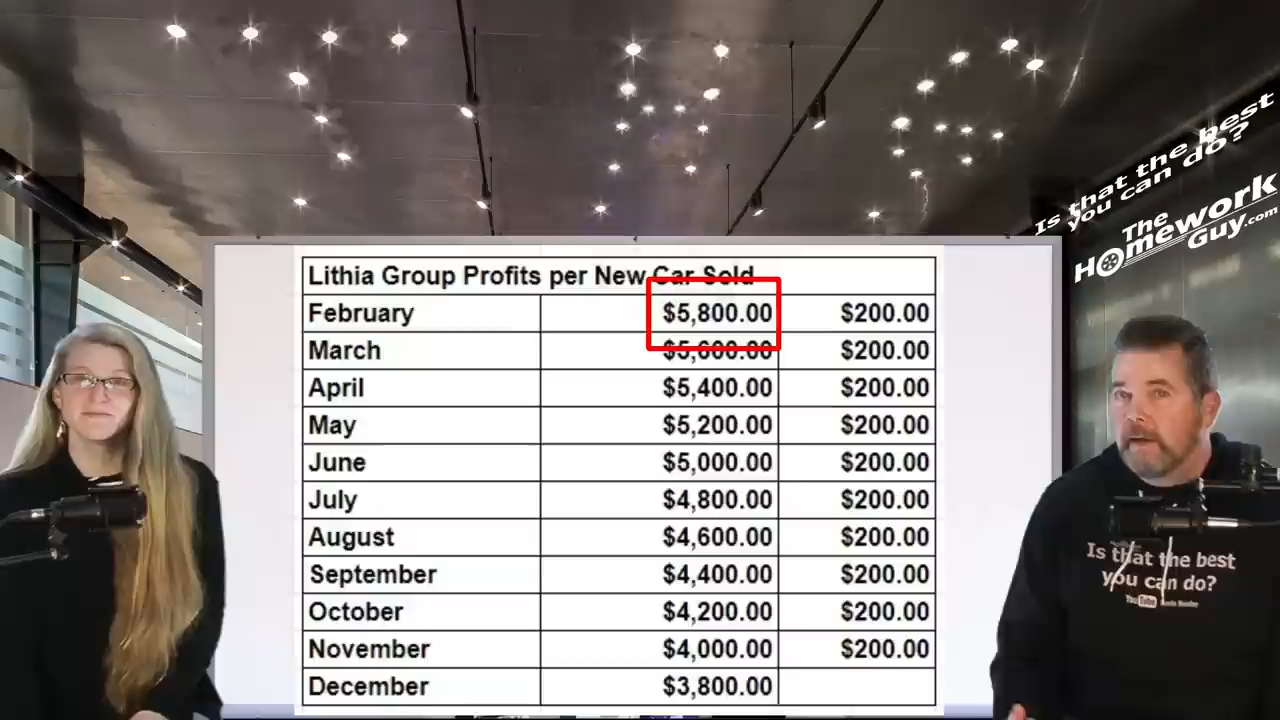 Is that the best
you can do?
The
Homework
Guy.com
Lithia Group Profits per New Car Sold
February $5,800.00 $200.00
March $5,600.00 $200.00
April $5,400.00 $200.00
May $5,200.00 $200.00
June $5,000.00 $200.00
July $4,800.00 $200.00
August $4,600.00 $200.00
September $4,400.00 $200.00
October $4,200.00 $200.00
November $4,000.00 $200.00
December $3,800.00
Is that the best
you can do?
YouTube